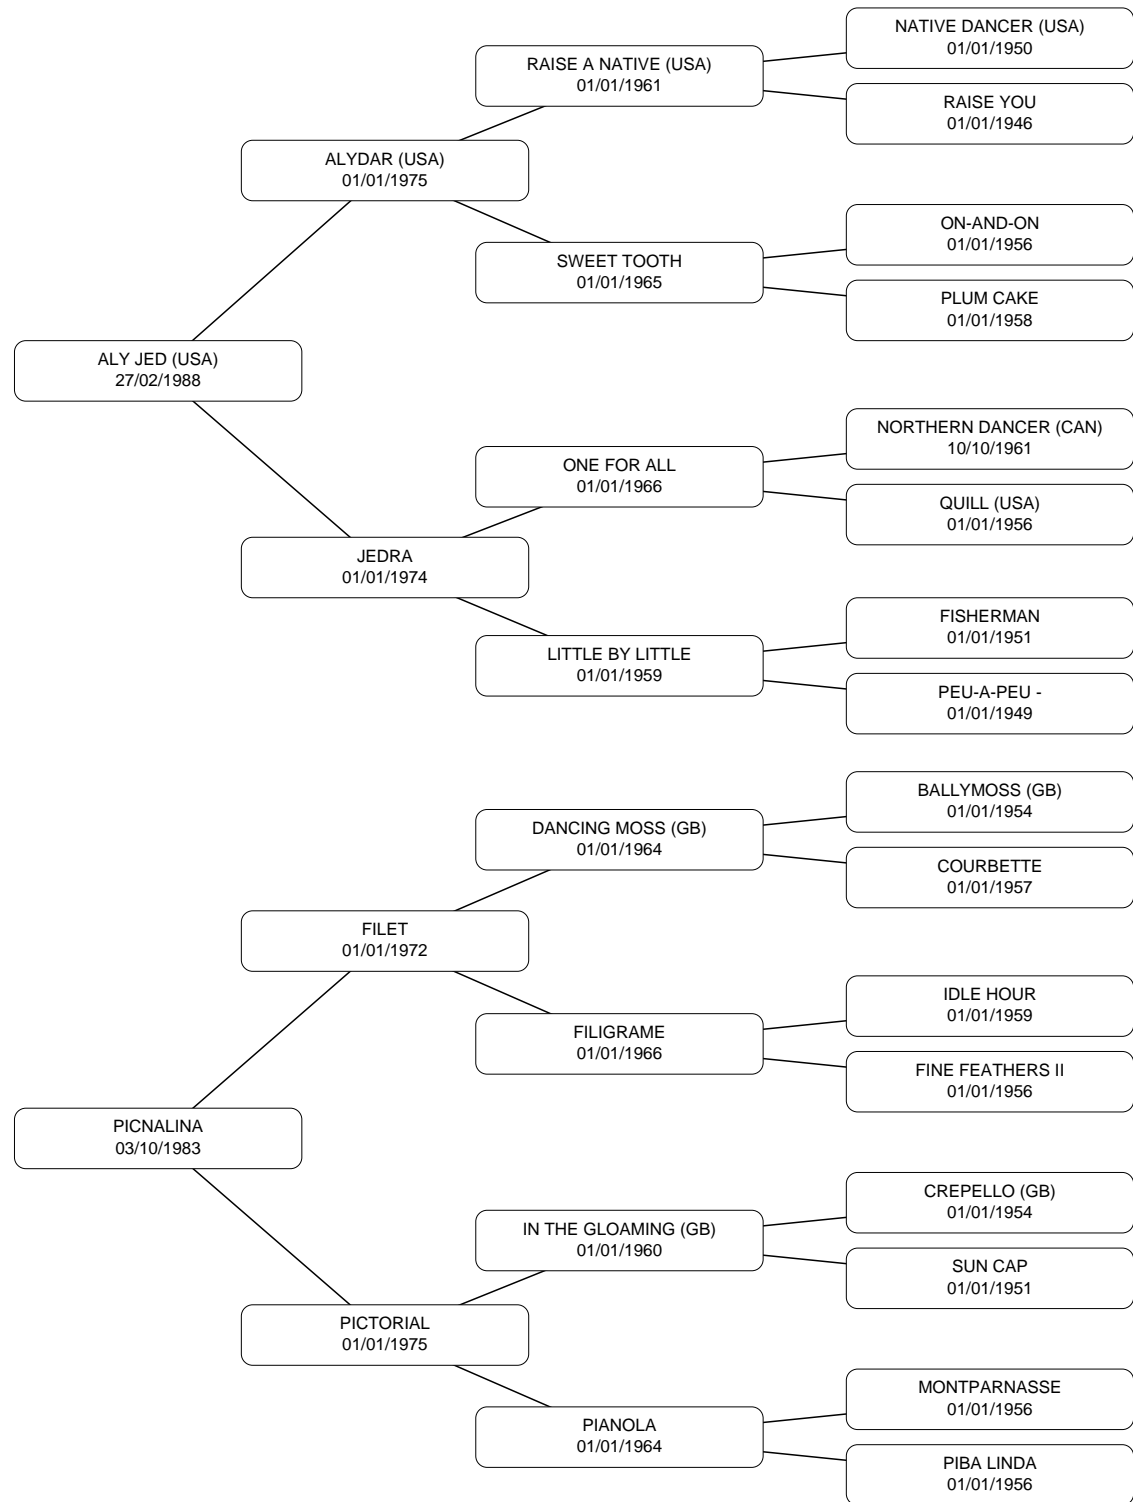 NATIVE DANCER (USA)
01/01/1950
RAISE A NATIVE (USA)
01/01/1961
RAISE YOU
01/01/1946
ALYDAR (USA)
01/01/1975
ON-AND-ON
01/01/1956
SWEET TOOTH
01/01/1965
PLUM CAKE
01/01/1958
ALY JED (USA)
27/02/1988
NORTHERN DANCER (CAN)
10/10/1961
ONE FOR ALL
01/01/1966
QUILL (USA)
01/01/1956
JEDRA
01/01/1974
FISHERMAN
01/01/1951
LITTLE BY LITTLE
01/01/1959
PEU-A-PEU -
01/01/1949
BALLYMOSS (GB)
01/01/1954
DANCING MOSS (GB)
01/01/1964
COURBETTE
01/01/1957
FILET
01/01/1972
IDLE HOUR
01/01/1959
FILIGRAME
01/01/1966
FINE FEATHERS II
01/01/1956
PICNALINA
03/10/1983
CREPELLO (GB)
01/01/1954
IN THE GLOAMING (GB)
01/01/1960
SUN CAP
01/01/1951
PICTORIAL
01/01/1975
MONTPARNASSE
01/01/1956
PIANOLA
01/01/1964
PIBA LINDA
01/01/1956